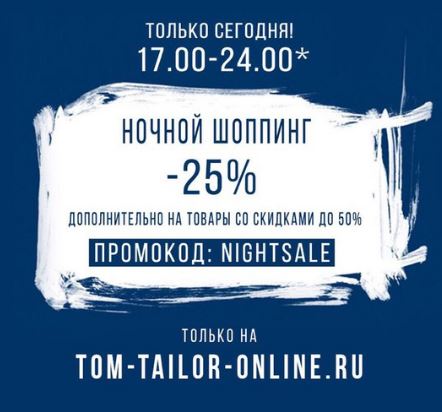 ТОЛЬКО СЕГОДНЯ!
17.00-24.00*
НОЧНОЙ ШОППИНГ
-25%
ДОПОЛНИТЕЛЬНО НА ТОВАРЫ СО СКИДКАМИ ДО 50%
ПРОМОКОД: NIGHTSALE
ТОЛЬКО НА
TOM-TAILOR-ONLINE.RU